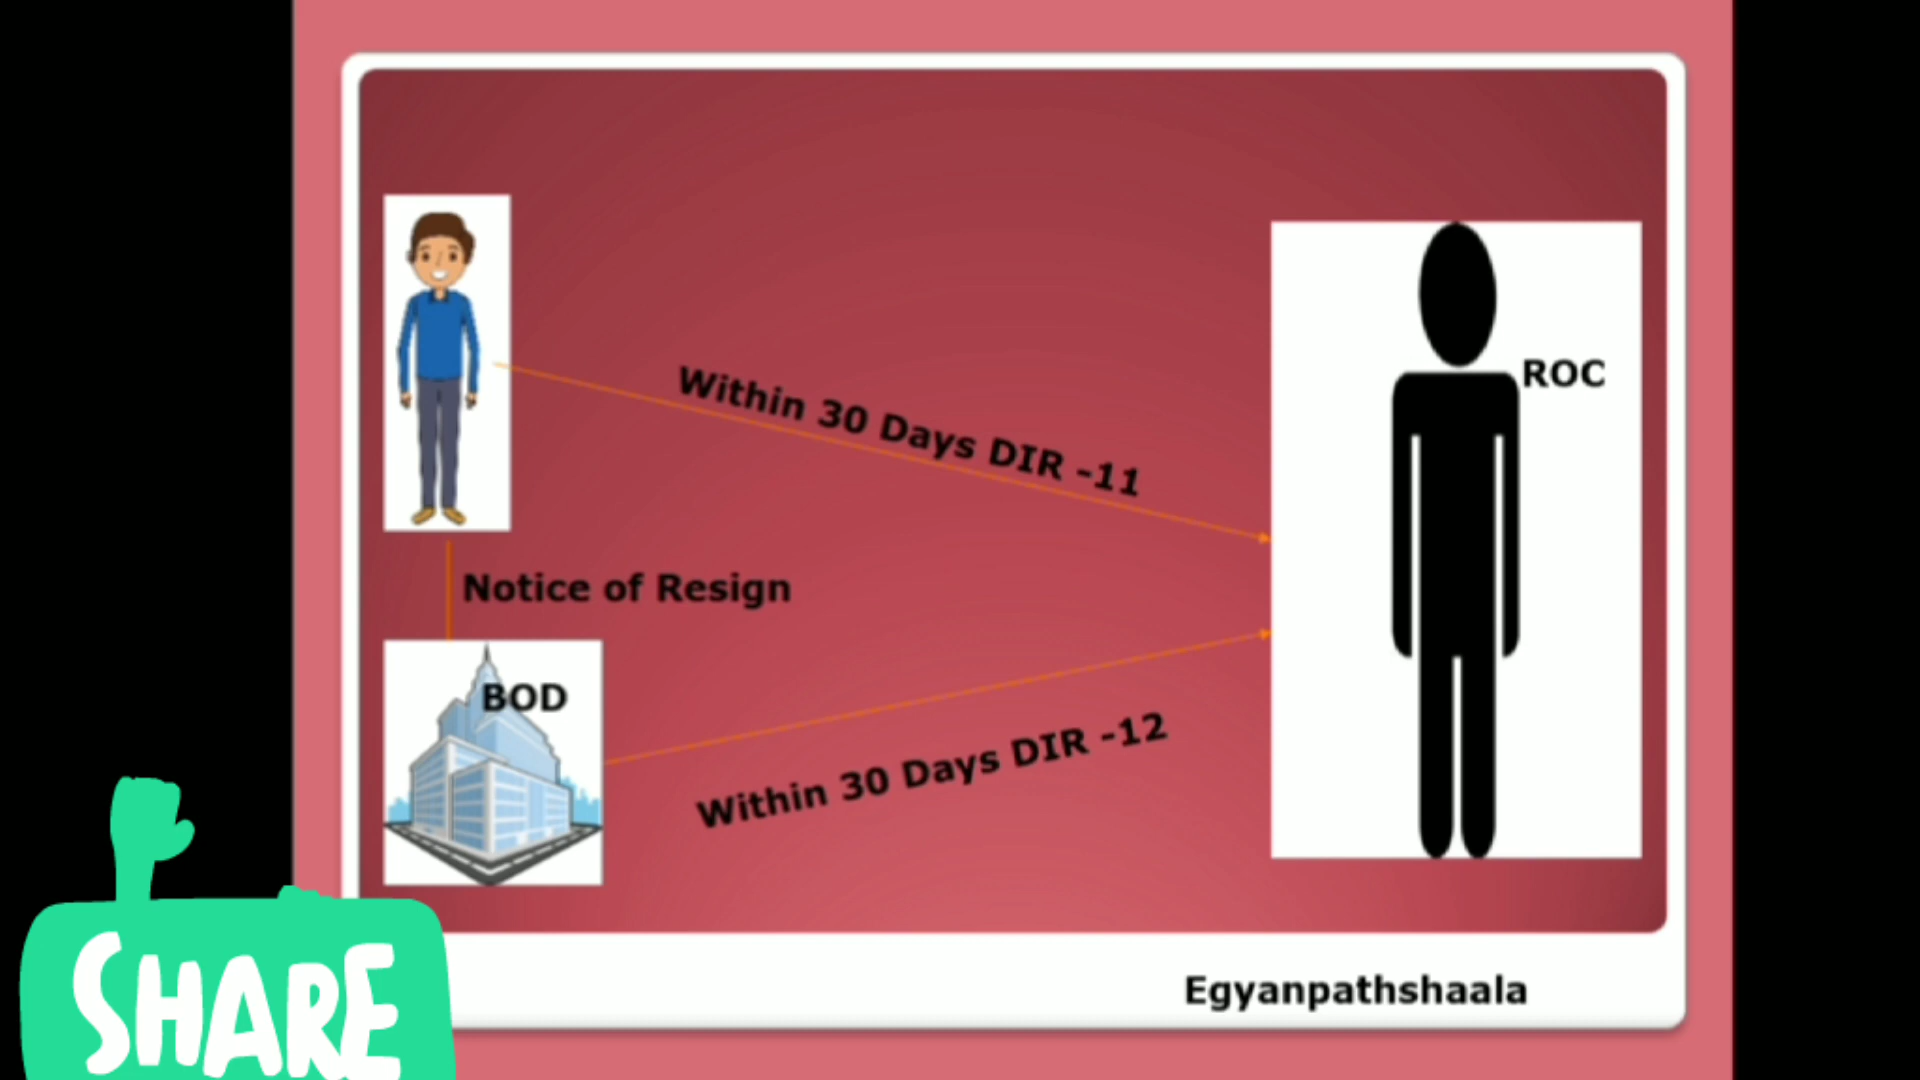 Within 30 Days DIR -11
ROC
Notice of Resign
BOD
Within 30 Days DIR -12
SHARE
Egyanpathshaala